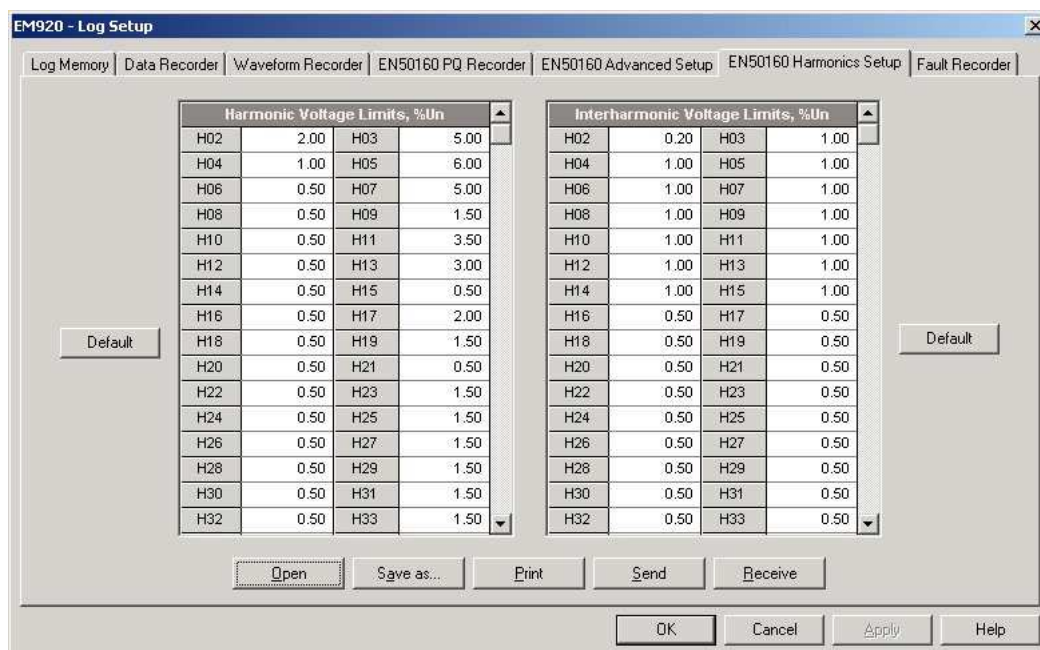 EM920 - Log Setup
Log Memory Data Recorder Waveform Recorder EN50160 PQ Recorder EN50160 Advanced Setup EN50160 Harmonics Setup Fault Recorder
Harmonic Voltage Limits, %Un Interharmonic Voltage Limits, %Un
H02 2.00 H03 5.00 H02 0.20 H03 1.00
H04 1.00 H05 6.00 H04 1.00 H05 1.00
H06 0.50 H07 5.00 H06 1.00 H07 1.00
H08 0.50 H09 1.50 H08 1.00 H09 1.00
H10 0.50 H11 3.50 H10 1.00 H11 1.00
H12 0.50 H13 3.00 H12 1.00 H13 1.00
H14 0.50 H15 0.50 H14 1.00 H15 1.00
H16 0.50 H17 2.00 H16 0.50 H17 0.50
Default H18 0.50 H19 1.50 H18 0.50 H19 0.50 Default
H20 0.50 H21 0.50 H20 0.50 H21 0.50
H22 0.50 H23 1.50 H22 0.50 H23 0.50
H24 0.50 H25 1.50 H24 0.50 H25 0.50
H26 0.50 H27 1.50 H26 0.50 H27 0.50
H28 0.50 H29 1.50 H28 0.50 H29 0.50
H30 0.50 H31 1.50 H30 0.50 H31 0.50
H32 0.50 H33 1.50 H32 0.50 H33 0.50
Open Save as... Print Send Receive
OK Cancel Apply Help